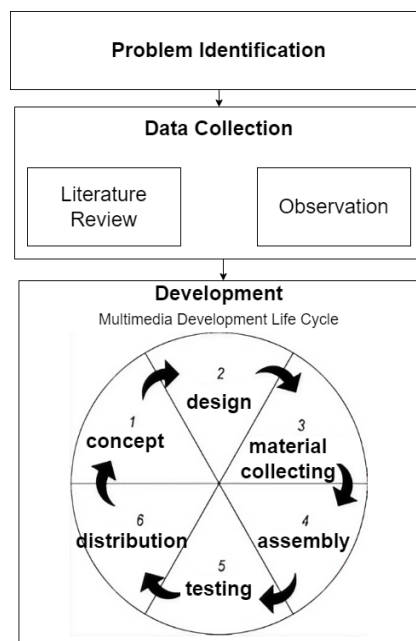 Problem Identification
Data Collection
Literature
Review
Observation
Development
Multimedia Development Life Cycle
1
concept
2
design
3
material
collecting
4
assembly
5
testing
6
distribution